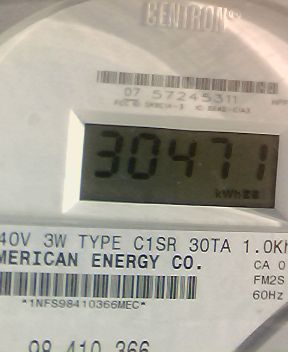 CENTRON®
07 57245311
30471
kWh
40V 3W TYPE C1SR 30TA 1.0Kh
MERICAN ENERGY CO.
CA 0
FM2S
60Hz
*1NFS98410366MEC*
98 410 366